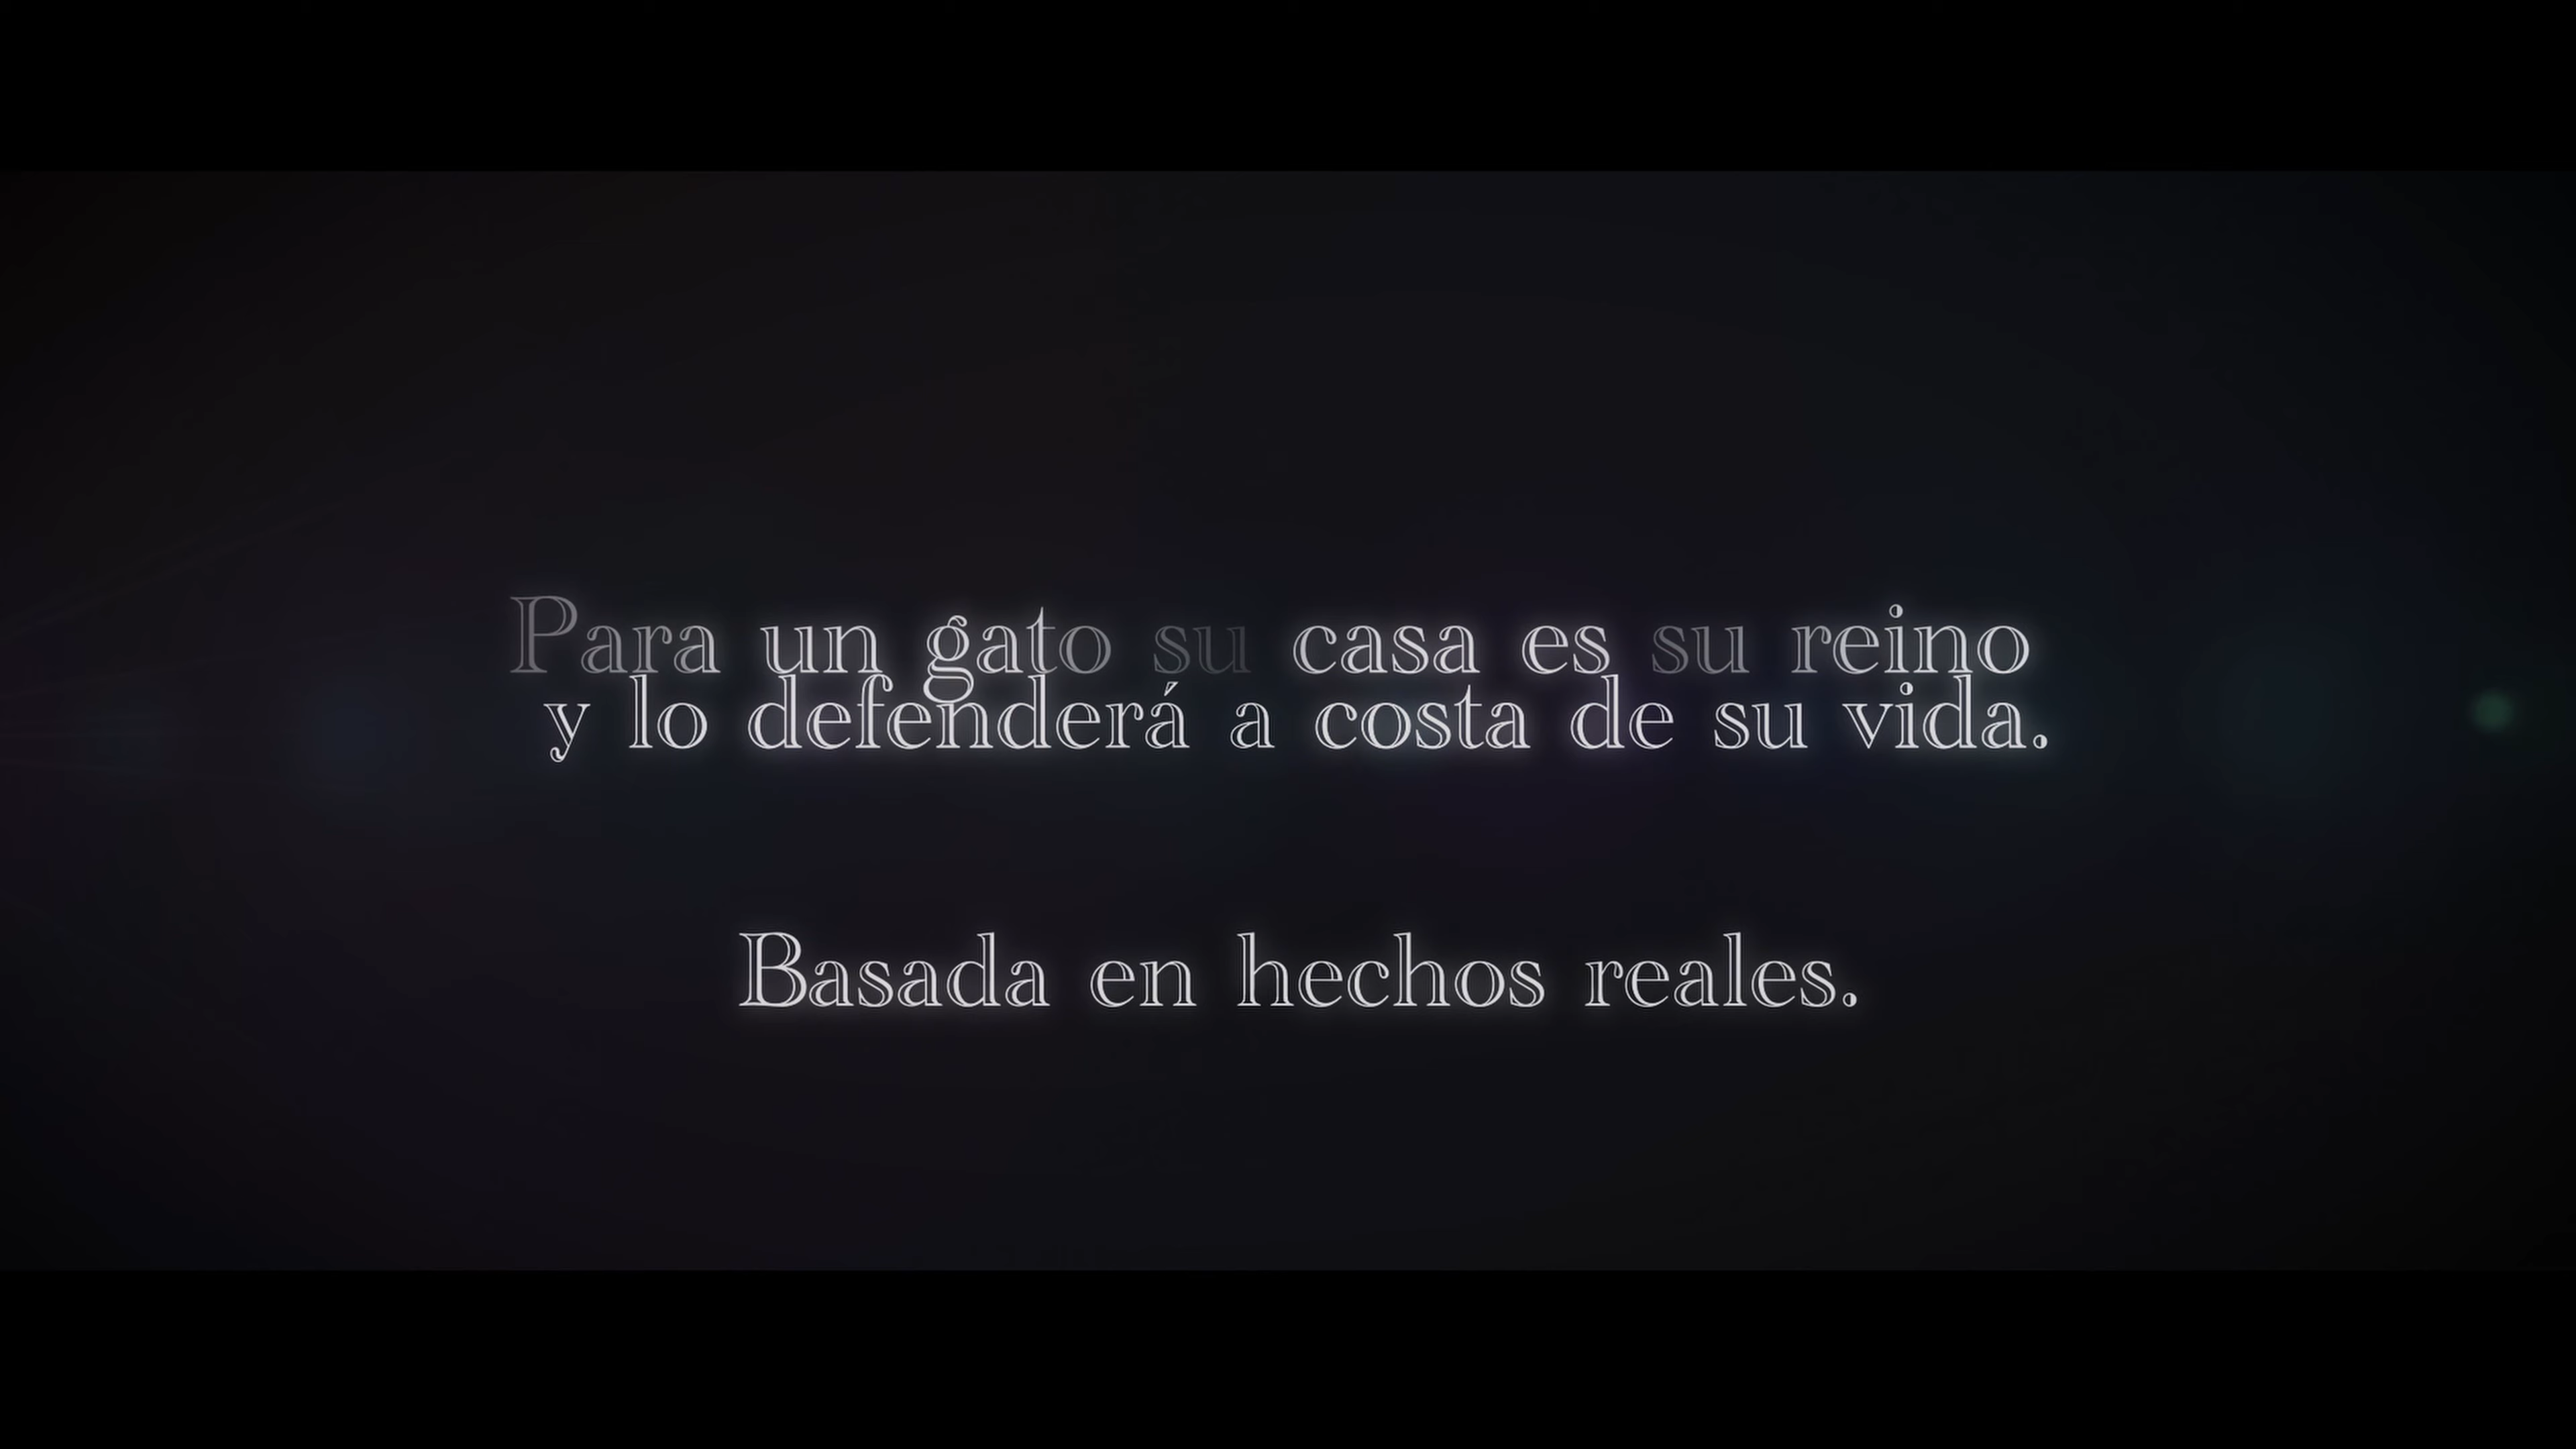 Para un gato su casa es su reino
y lo defenderá a costa de su vida.
Basada en hechos reales.